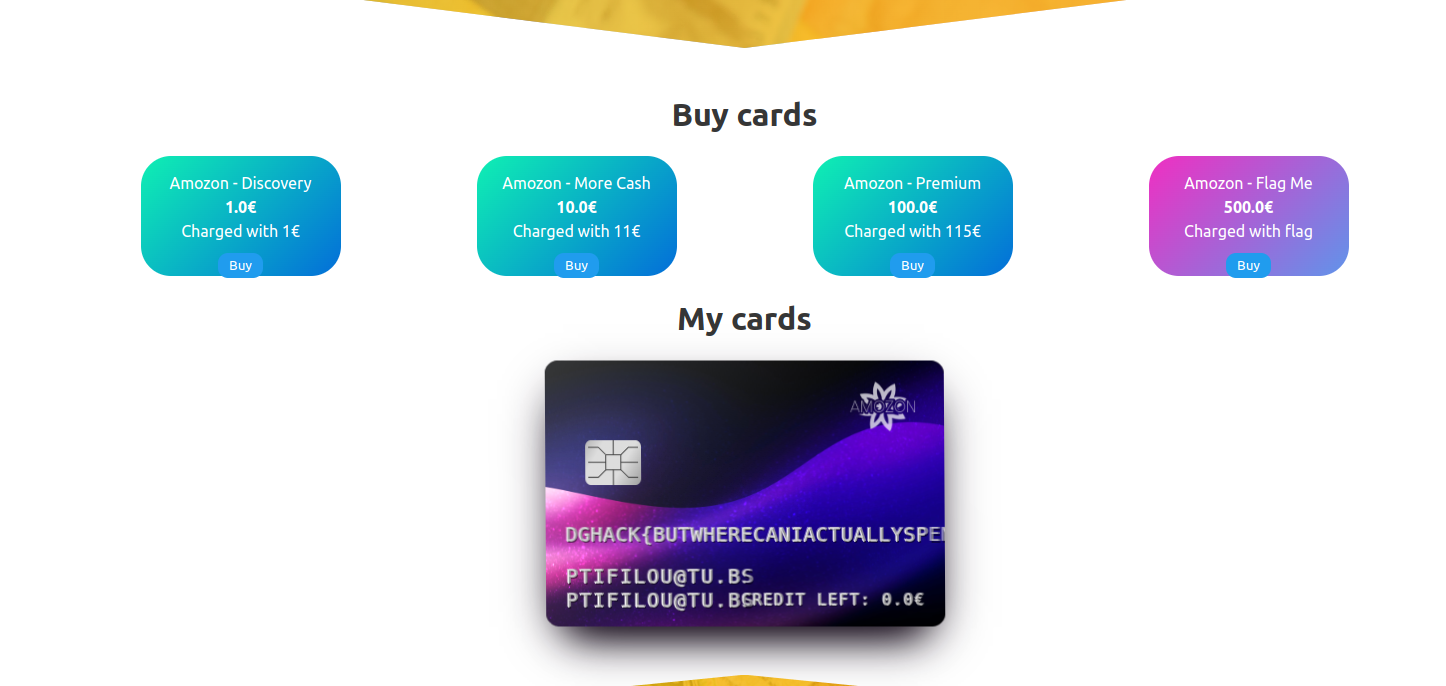 Buy cards
Amozon - Discovery
1.0€
Charged with 1€
Buy
Amozon - More Cash
10.0€
Charged with 11€
Buy
Amozon - Premium
100.0€
Charged with 115€
Buy
Amozon - Flag Me
500.0€
Charged with flag
Buy
My cards
AMOZON
DGHACK{BUTWHERECANIACTUALLYSPEN
PTIFILOU@TU.BS
PTIFILOU@TU.BS
CREDIT LEFT: 0.0€